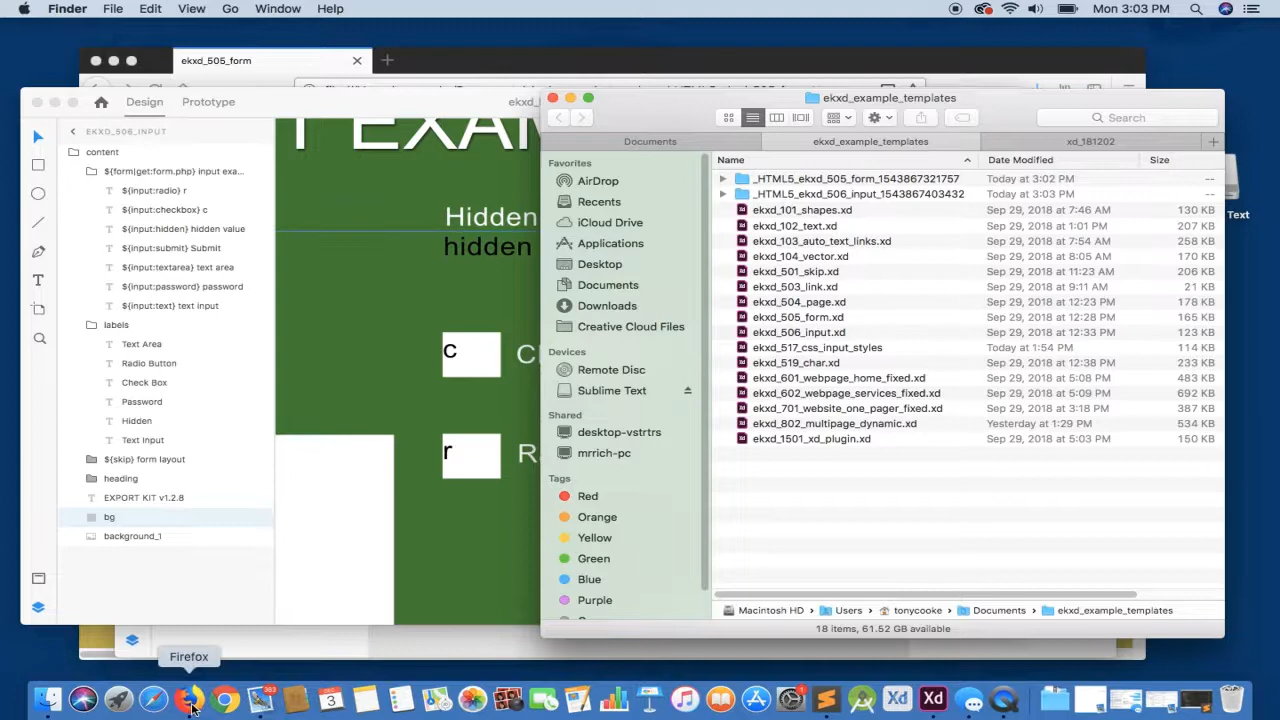 Finder File Edit View Go Window Help Mon 3:03 PM
ekxd_505_form
Design Prototype
EKXD_506_INPUT
content
${form|get:form.php} input exa...
${input:radio} r
${input:checkbox} c
${input:hidden} hidden value
${input:submit} Submit
${input:textarea} text area
${input:password} password
${input:text} text input
labels
Text Area
Radio Button
Check Box
Password
Hidden
Text Input
${skip} form layout
heading
EXPORT KIT v1.2.8
bg
background_1
T EXAM
Hidden
hidden
c
r
ekxd_example_templates
Search
Documents ekxd_example_templates xd_181202
Favorites
AirDrop
Recents
iCloud Drive
Applications
Desktop
Documents
Downloads
Creative Cloud Files
Devices
Remote Disc
Sublime Text
Shared
desktop-vstrtrs
mrrich-pc
Tags
Red
Orange
Yellow
Green
Blue
Purple
Name Date Modified Size
_HTML5_ekxd_505_form_1543867321757 Today at 3:02 PM --
_HTML5_ekxd_506_input_1543867403432 Today at 3:03 PM --
ekxd_101_shapes.xd Sep 29, 2018 at 7:46 AM 130 KB
ekxd_102_text.xd Sep 29, 2018 at 1:01 PM 207 KB
ekxd_103_auto_text_links.xd Sep 29, 2018 at 7:54 AM 258 KB
ekxd_104_vector.xd Sep 29, 2018 at 8:05 AM 170 KB
ekxd_501_skip.xd Sep 29, 2018 at 11:23 AM 206 KB
ekxd_503_link.xd Sep 29, 2018 at 9:11 AM 21 KB
ekxd_504_page.xd Sep 29, 2018 at 12:23 PM 178 KB
ekxd_505_form.xd Sep 29, 2018 at 12:28 PM 165 KB
ekxd_506_input.xd Sep 29, 2018 at 12:33 PM 123 KB
ekxd_517_css_input_styles Today at 1:54 PM 114 KB
ekxd_519_char.xd Sep 29, 2018 at 12:38 PM 233 KB
ekxd_601_webpage_home_fixed.xd Sep 29, 2018 at 5:08 PM 483 KB
ekxd_602_webpage_services_fixed.xd Sep 29, 2018 at 5:09 PM 692 KB
ekxd_701_website_one_pager_fixed.xd Sep 29, 2018 at 3:18 PM 387 KB
ekxd_802_multipage_dynamic.xd Yesterday at 1:29 PM 534 KB
ekxd_1501_xd_plugin.xd Sep 29, 2018 at 5:03 PM 150 KB
Macintosh HD Users tonycooke Documents ekxd_example_templates
18 items, 61.52 GB available
Text
Firefox
383
3
Xd Xd